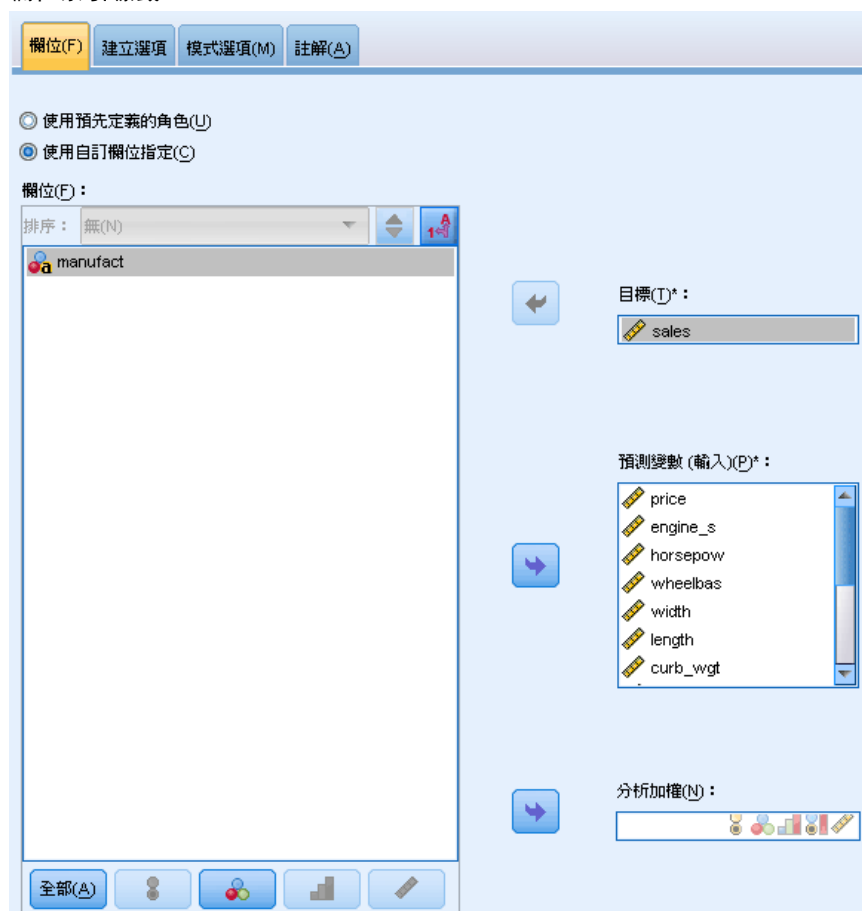 欄位(F) 建立選項 模式選項(M) 註解(A)
使用預先定義的角色(U)
使用自訂欄位指定(C)
欄位(F)：
排序： 無(N)
manufact
目標(T)*：
sales
預測變數 (輸入)(P)*：
price
engine_s
horsepow
wheelbas
width
length
curb_wgt
分析加權(N)：
全部(A)